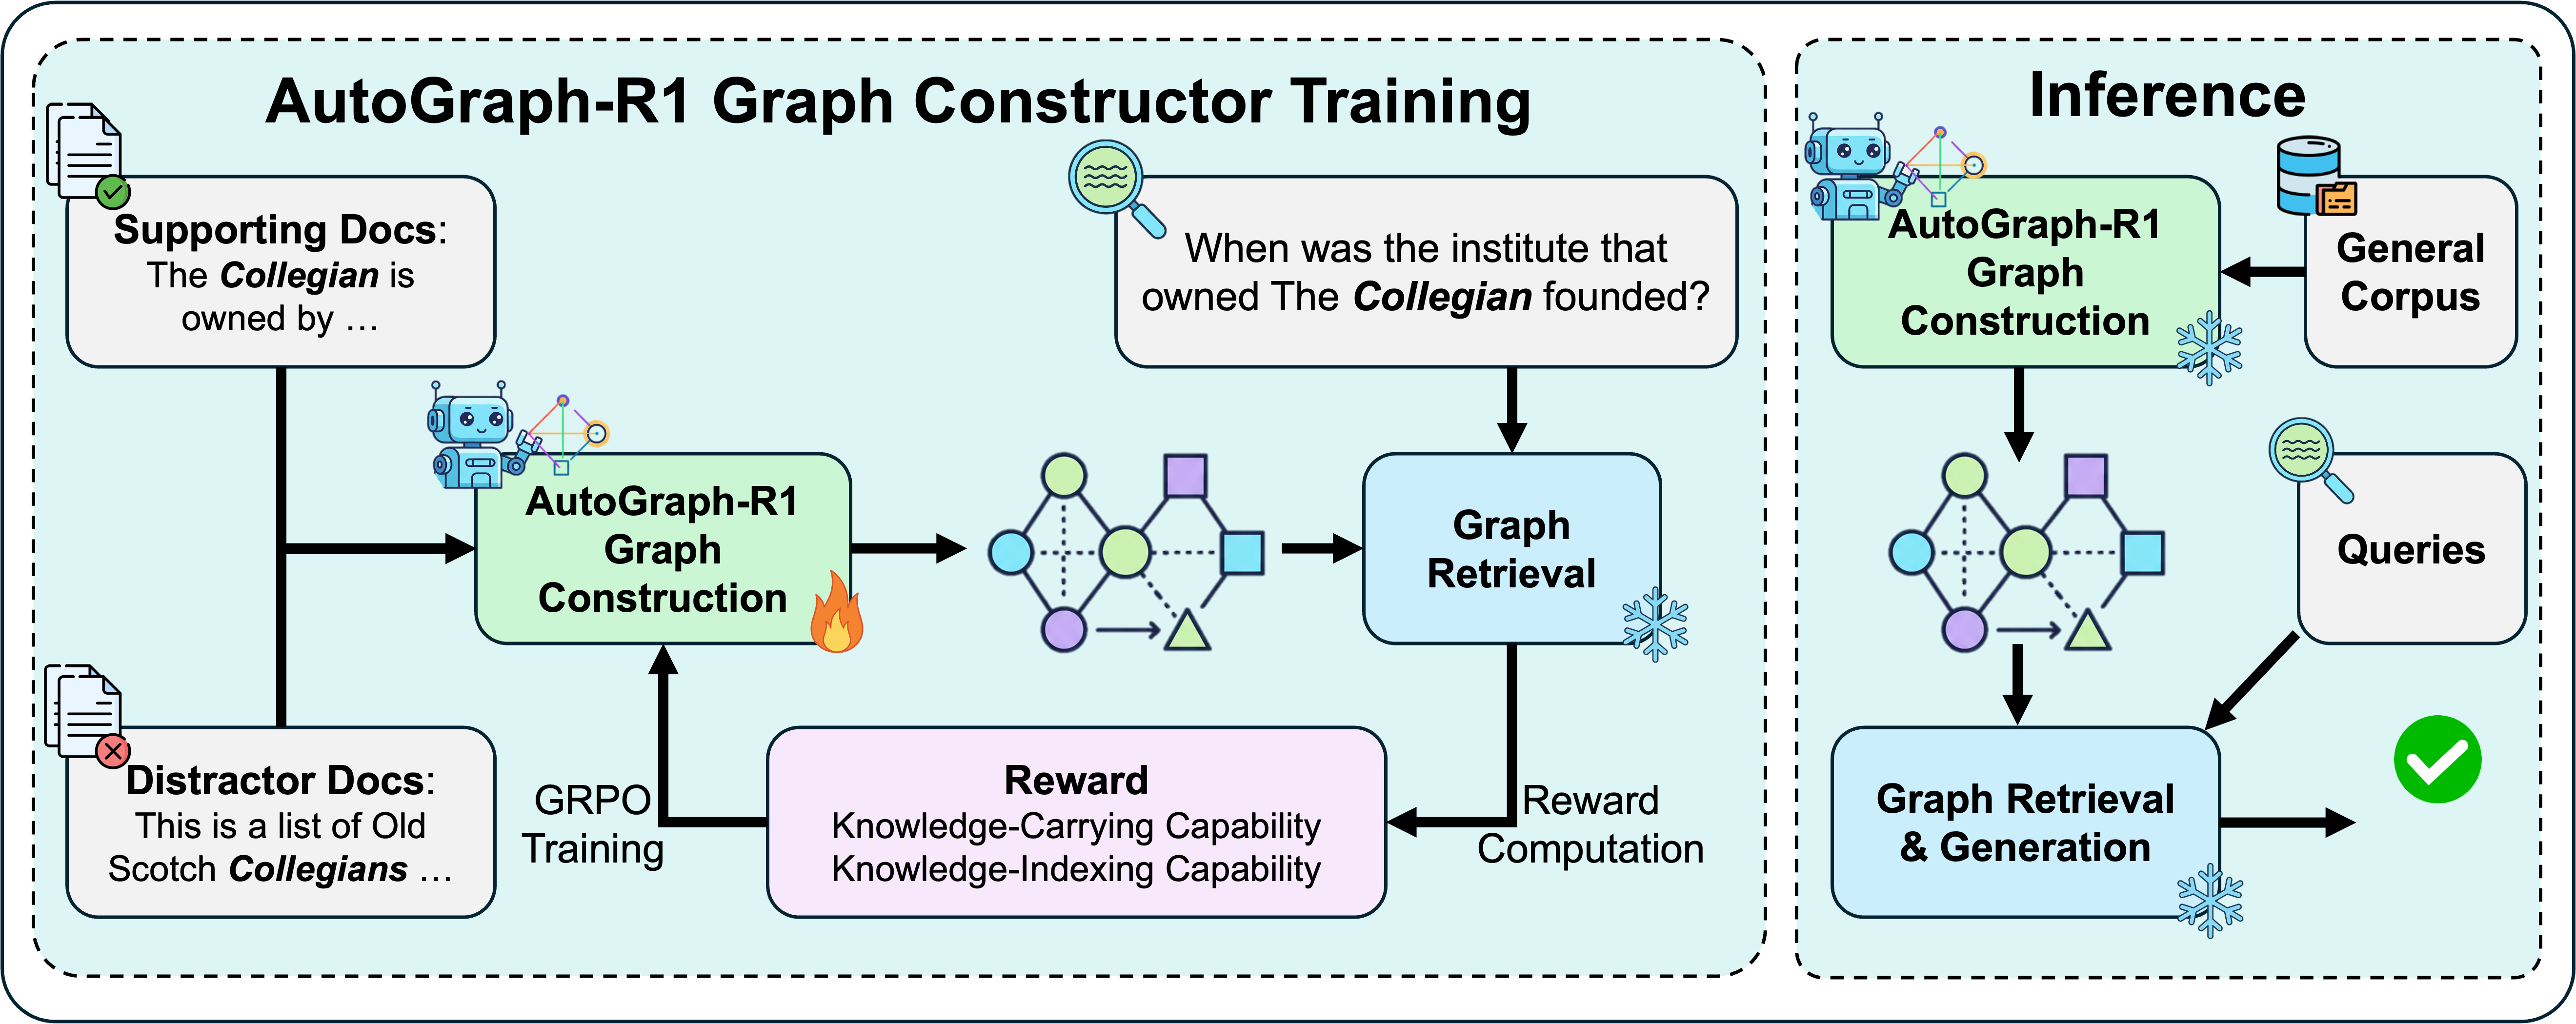 AutoGraph-R1 Graph Constructor Training
Supporting Docs:
The Collegian is
owned by …
When was the institute that
owned The Collegian founded?
AutoGraph-R1
Graph
Construction
Graph
Retrieval
Distractor Docs:
This is a list of Old
Scotch Collegians …
GRPO
Training
Reward
Knowledge-Carrying Capability
Knowledge-Indexing Capability
Reward
Computation
Inference
AutoGraph-R1
Graph
Construction
General
Corpus
Queries
Graph Retrieval
& Generation